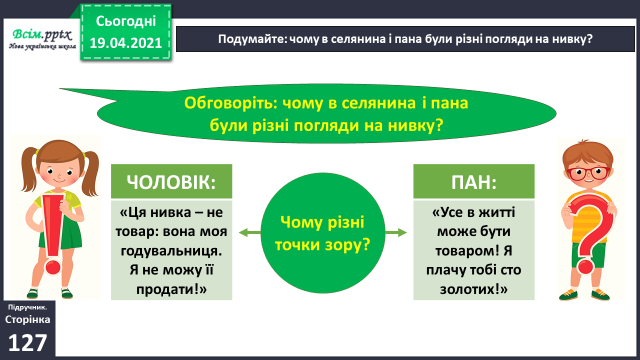 Всім.pptx
Нова українська школа
Сьогодні
19.04.2021
Подумайте: чому в селянина і пана були різні погляди на нивку?
Обговоріть: чому в селянина і пана
були різні погляди на нивку?
ЧОЛОВІК:
«Ця нивка – не
товар: вона моя
годувальниця.
Я не можу її
продати!»
Чому різні
точки зору?
ПАН:
«Усе в житті
може бути
товаром! Я
плачу тобі сто
золотих!»
Підручник.
Сторінка
127